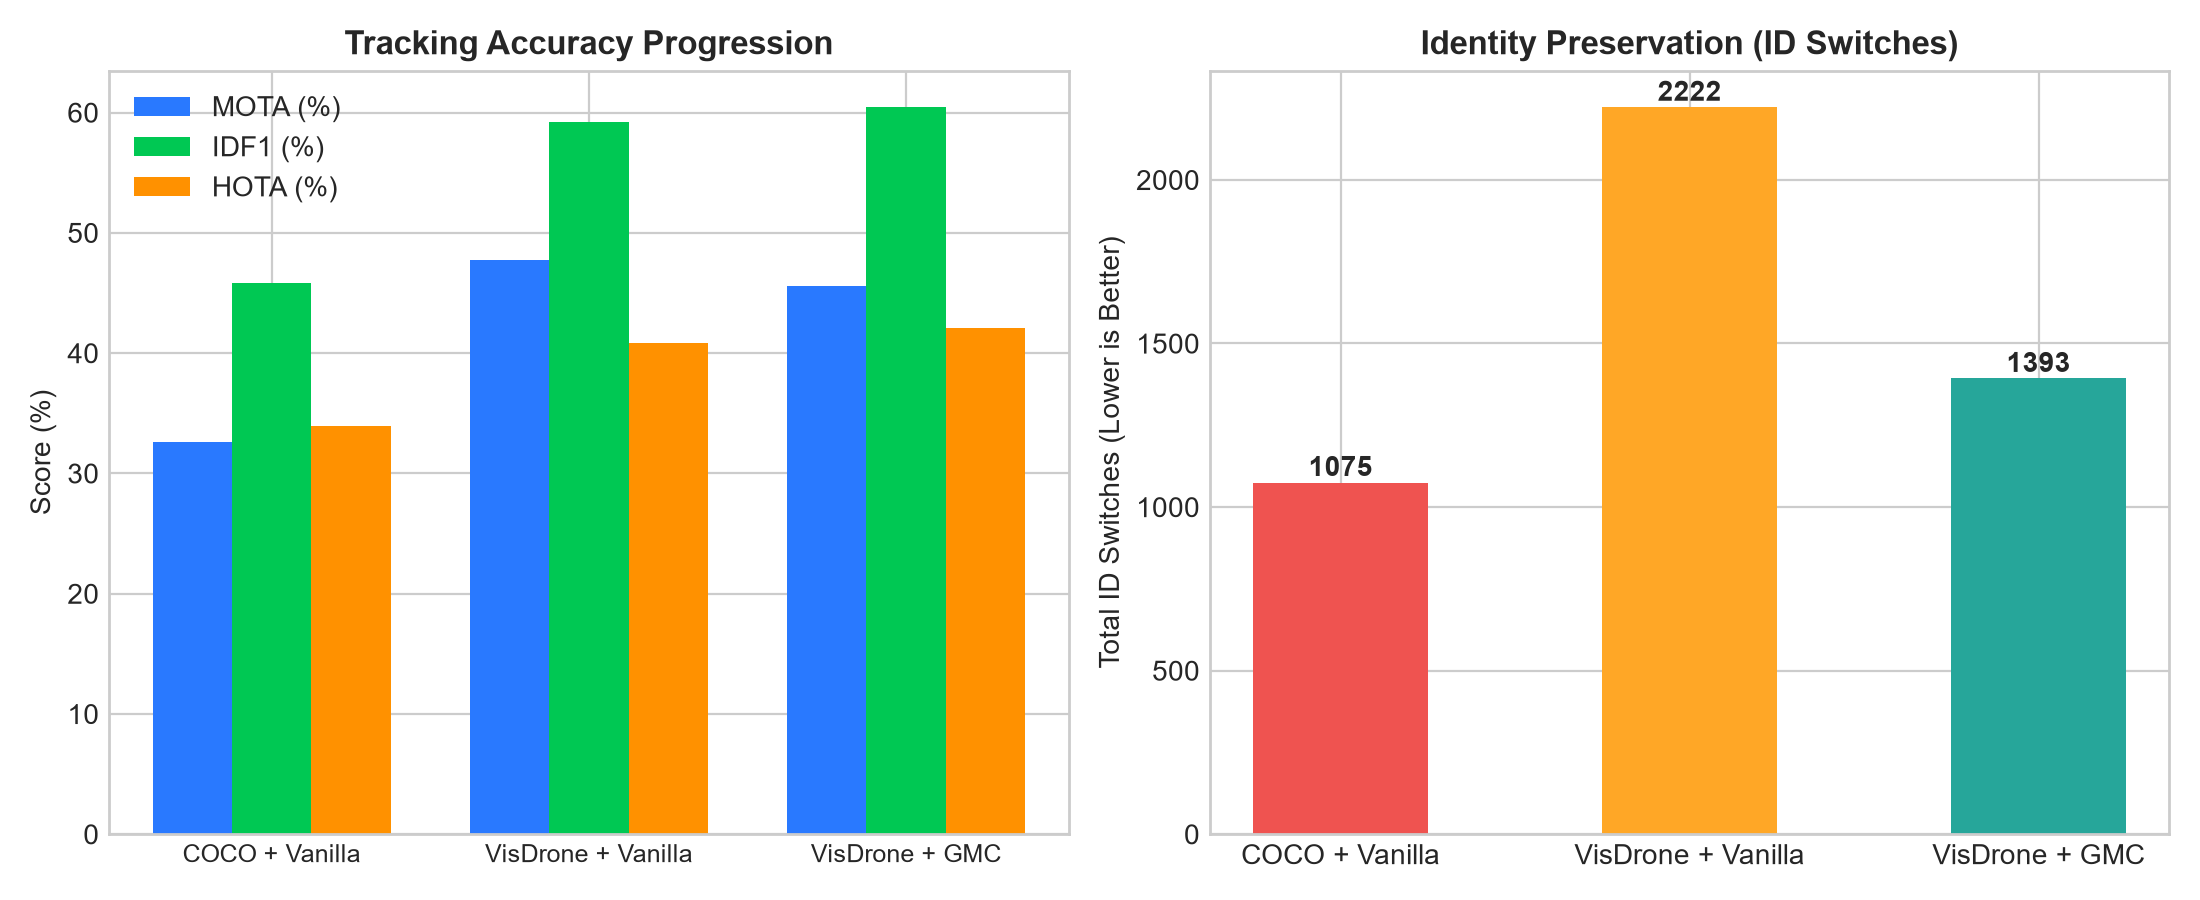 Tracking Accuracy Progression
MOTA (%)
IDF1 (%)
HOTA (%)
Score (%)
60
50
40
30
20
10
0
COCO + Vanilla
VisDrone + Vanilla
VisDrone + GMC
Identity Preservation (ID Switches)
Total ID Switches (Lower is Better)
2000
1500
1000
500
0
1075
2222
1393
COCO + Vanilla
VisDrone + Vanilla
VisDrone + GMC